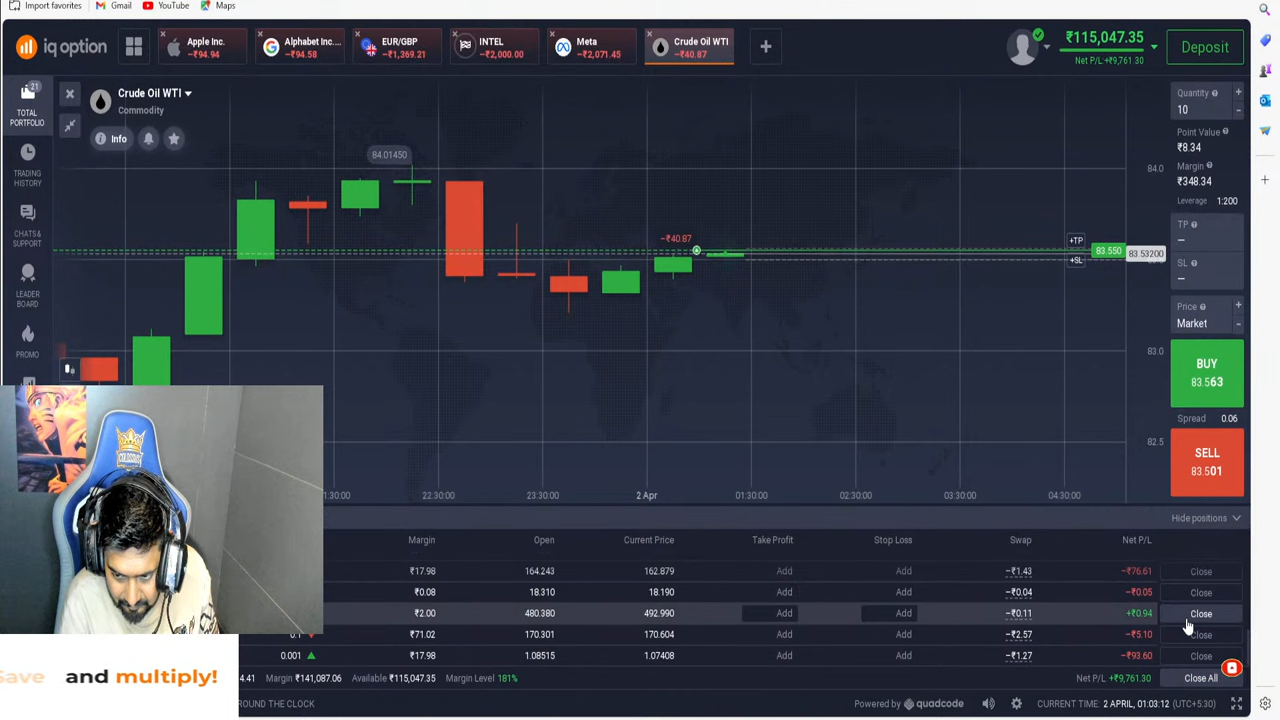 Import favorites Gmail YouTube Maps
iq option
Apple Inc. −₹94.94
Alphabet Inc.... −₹94.58
EUR/GBP −₹1,369.21
INTEL −₹2,000.00
Meta −₹2,071.45
Crude Oil WTI −₹40.87
₹115,047.35
Net P/L +₹9,761.30
Deposit
21
TOTAL PORTFOLIO
TRADING HISTORY
CHATS & SUPPORT
LEADER BOARD
PROMO
Crude Oil WTI
Commodity
Info
84.01450
−₹40.87
+TP
+SL
83.550
83.53200
84.0
83.0
82.5
1:30:00 22:30:00 23:30:00 2 Apr 01:30:00 02:30:00 03:30:00 04:30:00
Quantity
10
Point Value
₹8.34
Margin
₹348.34
Leverage 1:200
TP
–
SL
–
Price
Market
BUY
83.563
Spread 0.06
SELL
83.501
Hide positions
Margin Open Current Price Take Profit Stop Loss Swap Net P/L
₹17.98 164.243 162.879 Add Add −₹1.43 −₹76.61 Close
₹0.08 18.310 18.190 Add Add −₹0.04 −₹0.05 Close
₹2.00 480.380 492.990 Add Add −₹0.11 +₹0.94 Close
0.1 ₹71.02 170.301 170.604 Add Add −₹2.57 −₹5.10 Close
0.001 ₹17.98 1.08515 1.07408 Add Add −₹1.27 −₹93.60 Close
4.41 Margin ₹141,087.06 Available ₹115,047.35 Margin Level 181% Net P/L +₹9,761.30 Close All
ROUND THE CLOCK Powered by quadcode CURRENT TIME: 2 APRIL, 01:03:12 (UTC+5:30)
COLOSSUS
Save and multiply!